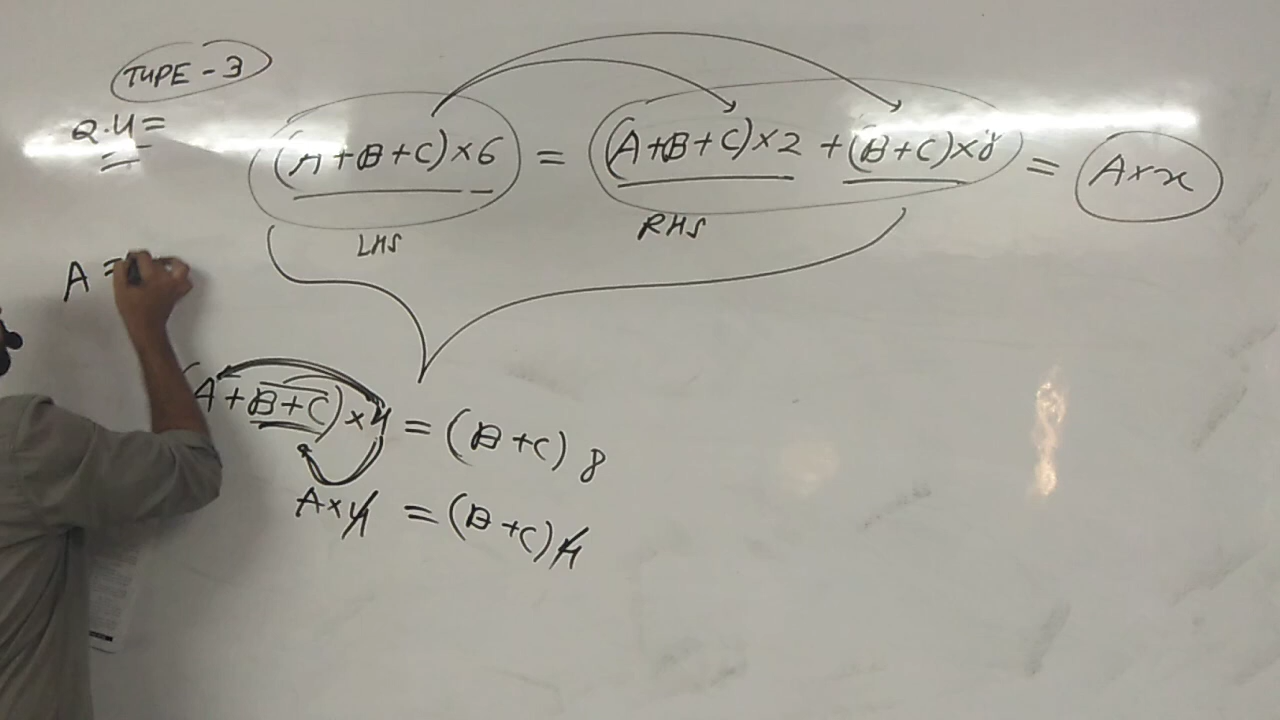 TYPE - 3
Q.4 =
(A+B+C)×6 = (A+B+C)×2 + (B+C)×8 = A×x
LHS RHS
A =
(A+B+C)×4 = (B+C) 8
A×4 = (B+C)4